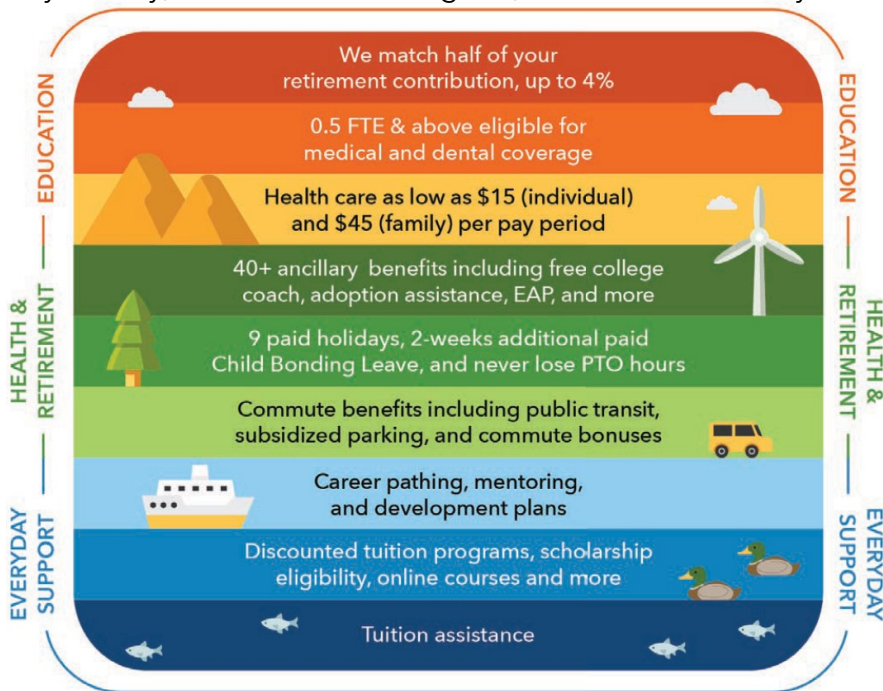 We match half of your
retirement contribution, up to 4%
0.5 FTE & above eligible for
medical and dental coverage
Health care as low as $15 (individual)
and $45 (family) per pay period
40+ ancillary benefits including free college
coach, adoption assistance, EAP, and more
9 paid holidays, 2-weeks additional paid
Child Bonding Leave, and never lose PTO hours
Commute benefits including public transit,
subsidized parking, and commute bonuses
Career pathing, mentoring,
and development plans
Discounted tuition programs, scholarship
eligibility, online courses and more
Tuition assistance
EDUCATION
HEALTH &
RETIREMENT
EVERYDAY
SUPPORT
EDUCATION
HEALTH &
RETIREMENT
EVERYDAY
SUPPORT